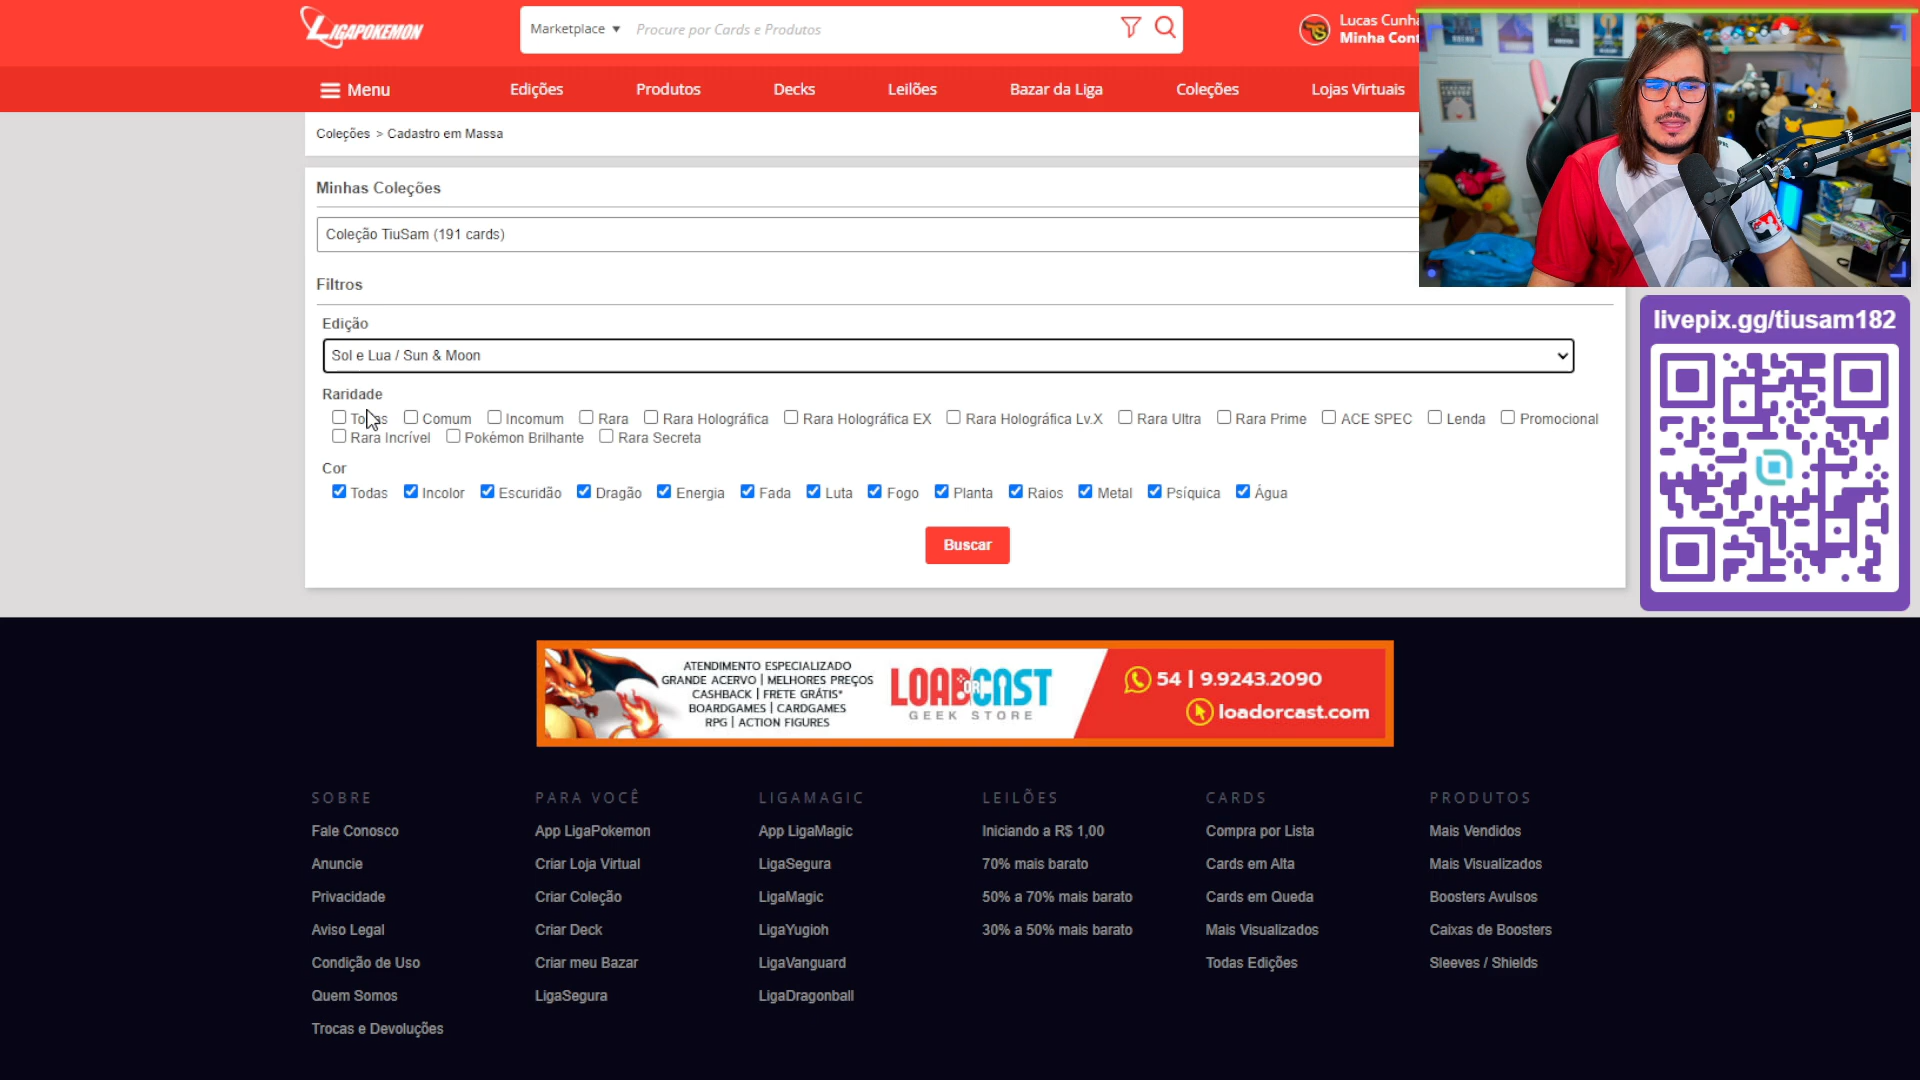 LIGAPOKEMON
Marketplace ▼ Procure por Cards e Produtos
Lucas Cunha
Minha Cont
Menu Edições Produtos Decks Leilões Bazar da Liga Coleções Lojas Virtuais
Coleções > Cadastro em Massa
Minhas Coleções
Coleção TiuSam (191 cards)
Filtros
Edição
Sol e Lua / Sun & Moon
Raridade
Todas Comum Incomum Rara Rara Holográfica Rara Holográfica EX Rara Holográfica Lv.X Rara Ultra Rara Prime ACE SPEC Lenda Promocional
Rara Incrível Pokémon Brilhante Rara Secreta
Cor
Todas Incolor Escuridão Dragão Energia Fada Luta Fogo Planta Raios Metal Psíquica Água
Buscar
livepix.gg/tiusam182
ATENDIMENTO ESPECIALIZADO
GRANDE ACERVO | MELHORES PREÇOS
CASHBACK | FRETE GRÁTIS*
BOARDGAMES | CARDGAMES
RPG | ACTION FIGURES
LOAD OR CAST
GEEK STORE
54 | 9.9243.2090
loadorcast.com
SOBRE
Fale Conosco
Anuncie
Privacidade
Aviso Legal
Condição de Uso
Quem Somos
Trocas e Devoluções
PARA VOCÊ
App LigaPokemon
Criar Loja Virtual
Criar Coleção
Criar Deck
Criar meu Bazar
LigaSegura
LIGAMAGIC
App LigaMagic
LigaSegura
LigaMagic
LigaYugioh
LigaVanguard
LigaDragonball
LEILÕES
Iniciando a R$ 1,00
70% mais barato
50% a 70% mais barato
30% a 50% mais barato
CARDS
Compra por Lista
Cards em Alta
Cards em Queda
Mais Visualizados
Todas Edições
PRODUTOS
Mais Vendidos
Mais Visualizados
Boosters Avulsos
Caixas de Boosters
Sleeves / Shields